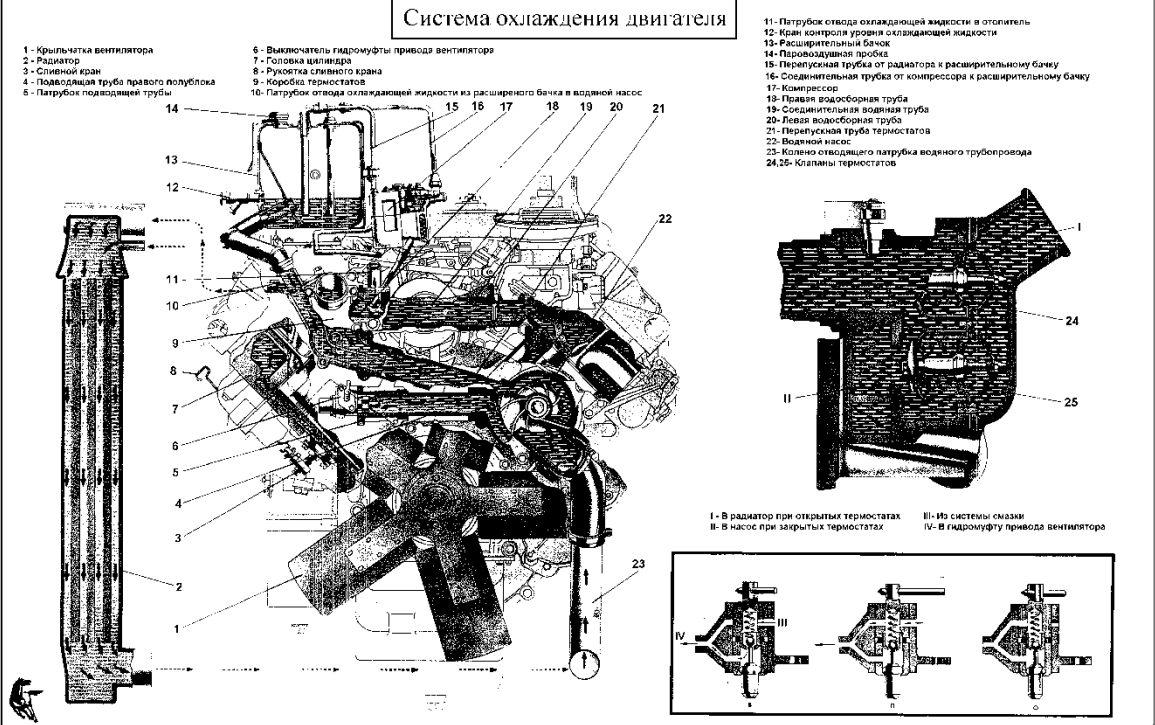 Система охлаждения двигателя
1 - Крыльчатка вентилятора
2 - Радиатор
3 - Сливной кран
4 - Подводящая труба правого полублока
5 - Патрубок подводящей трубы
6 - Выключатель гидромуфты привода вентилятора
7 - Головка цилиндра
8 - Рукоятка сливного крана
9 - Коробка термостатов
10- Патрубок отвода охлаждающей жидкости из расширеного бачка в водяной насос
11- Патрубок отвода охлаждающей жидкости в отопитель
12- Кран контроля уровня охлаждающей жидкости
13- Расширительный бачок
14- Паровоздушная пробка
15- Перепускная трубка от радиатора к расширительному бачку
16- Соединительная трубка от компрессора к расширительному бачку
17- Компрессор
18- Правая водосборная труба
19- Соединительная водяная труба
20- Левая водосборная труба
21- Перепускная труба термостатов
22- Водяной насос
23- Колено отводящего патрубка водяного трубопровода
24,25- Клапаны термостатов
14
15
16
17
18
19
20
21
13
12
22
11
10
9
8
7
6
5
4
3
2
1
23
I
24
II
25
I - В радиатор при открытых термостатах
II- В насос при закрытых термостатах
III- Из системы смазки
IV- В гидромуфту привода вентилятора
IV
III